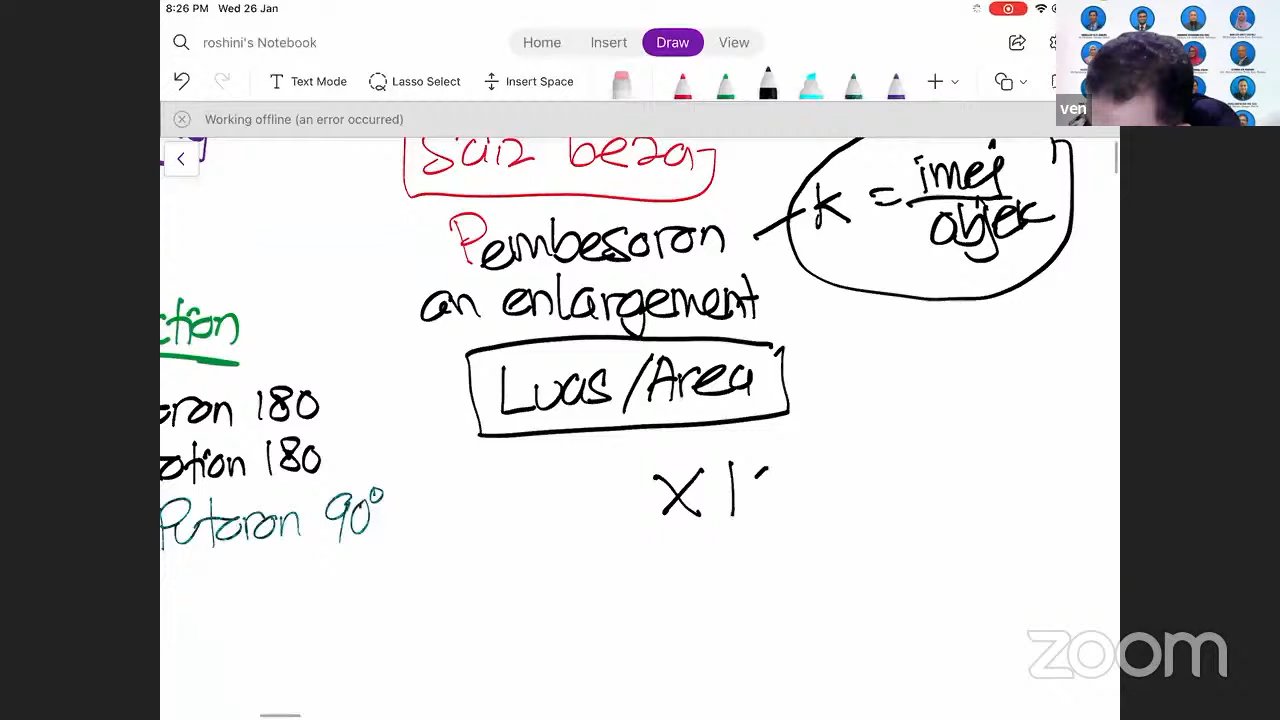 8:26 PM Wed 26 Jan
roshini's Notebook
Home Insert Draw View
Text Mode Lasso Select Insert Space
Working offline (an error occurred)
ven
Saiz beza
k = imej
objek
Pembesaran
an enlargement
ction
Luas/Area
aran 180
ation 180
Putaran 90°
X
zoom